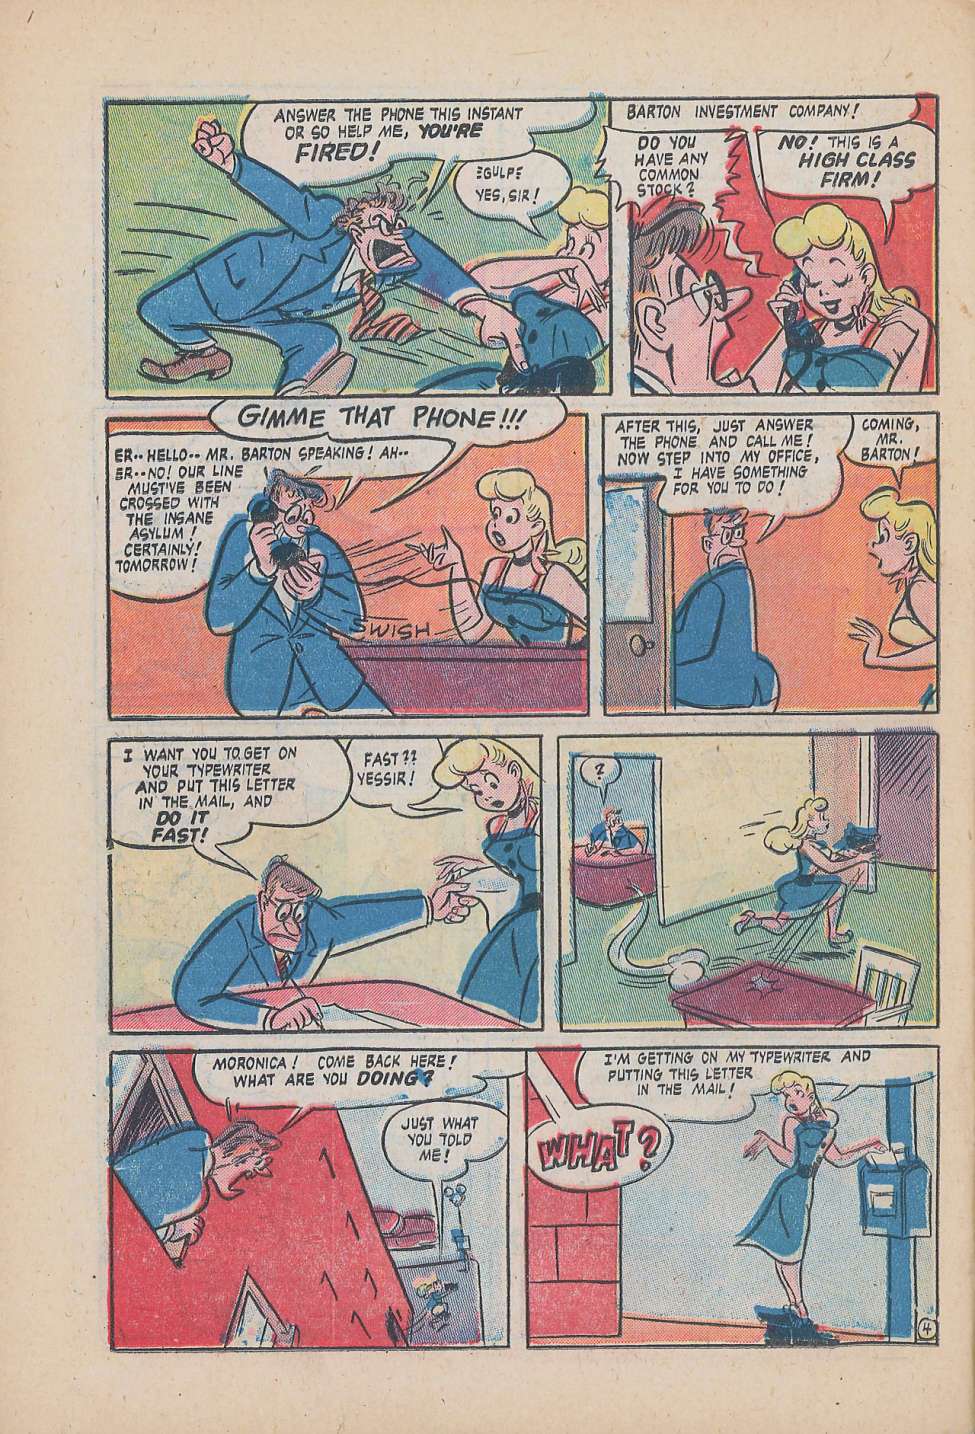 ANSWER THE PHONE THIS INSTANT
OR SO HELP ME, YOU'RE
FIRED!
GULP
YES, SIR!
BARTON INVESTMENT COMPANY!
DO YOU
HAVE ANY
COMMON
STOCK?
NO! THIS IS A
HIGH CLASS
FIRM!
GIMME THAT PHONE!!!
ER-- HELLO-- MR. BARTON SPEAKING! AH--
ER--NO! OUR LINE
MUST'VE BEEN
CROSSED WITH
THE INSANE
ASYLUM!
CERTAINLY!
TOMORROW!
SWISH
AFTER THIS, JUST ANSWER
THE PHONE AND CALL ME!
NOW STEP INTO MY OFFICE,
I HAVE SOMETHING
FOR YOU TO DO!
COMING,
MR.
BARTON!
I WANT YOU TO GET ON
YOUR TYPEWRITER
AND PUT THIS LETTER
IN THE MAIL, AND
DO IT
FAST!
FAST??
YESSIR!
?
MORONICA! COME BACK HERE!
WHAT ARE YOU DOING?
JUST WHAT
YOU TOLD
ME!
WHAT?
I'M GETTING ON MY TYPEWRITER AND
PUTTING THIS LETTER
IN THE MAIL!
4